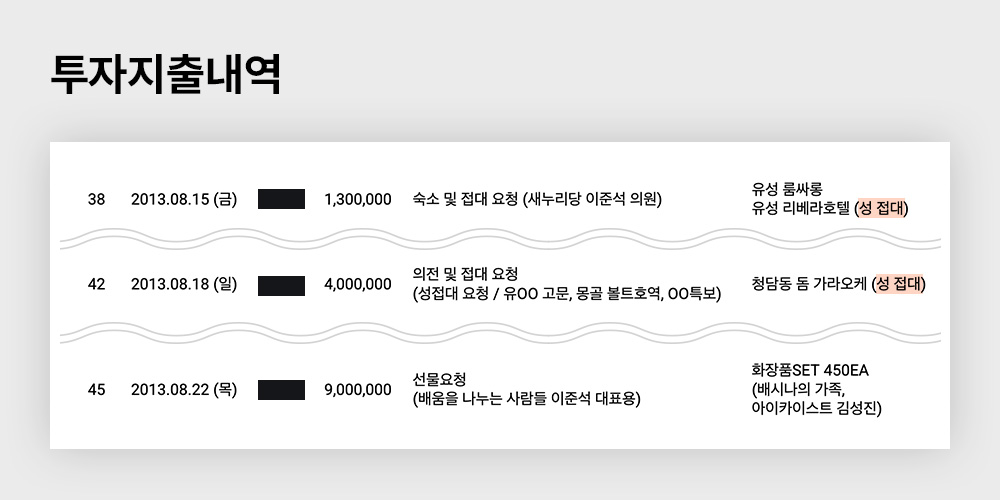 투자지출내역
38 2013.08.15 (금) 1,300,000 숙소 및 접대 요청 (새누리당 이준석 의원) 유성 룸싸롱
유성 리베라호텔 (성 접대)
42 2013.08.18 (일) 4,000,000 의전 및 접대 요청
(성접대 요청 / 유OO 고문, 몽골 볼트호역, OO특보) 청담동 돔 가라오케 (성 접대)
45 2013.08.22 (목) 9,000,000 선물요청
(배움을 나누는 사람들 이준석 대표용) 화장품SET 450EA
(배시나의 가족,
아이카이스트 김성진)